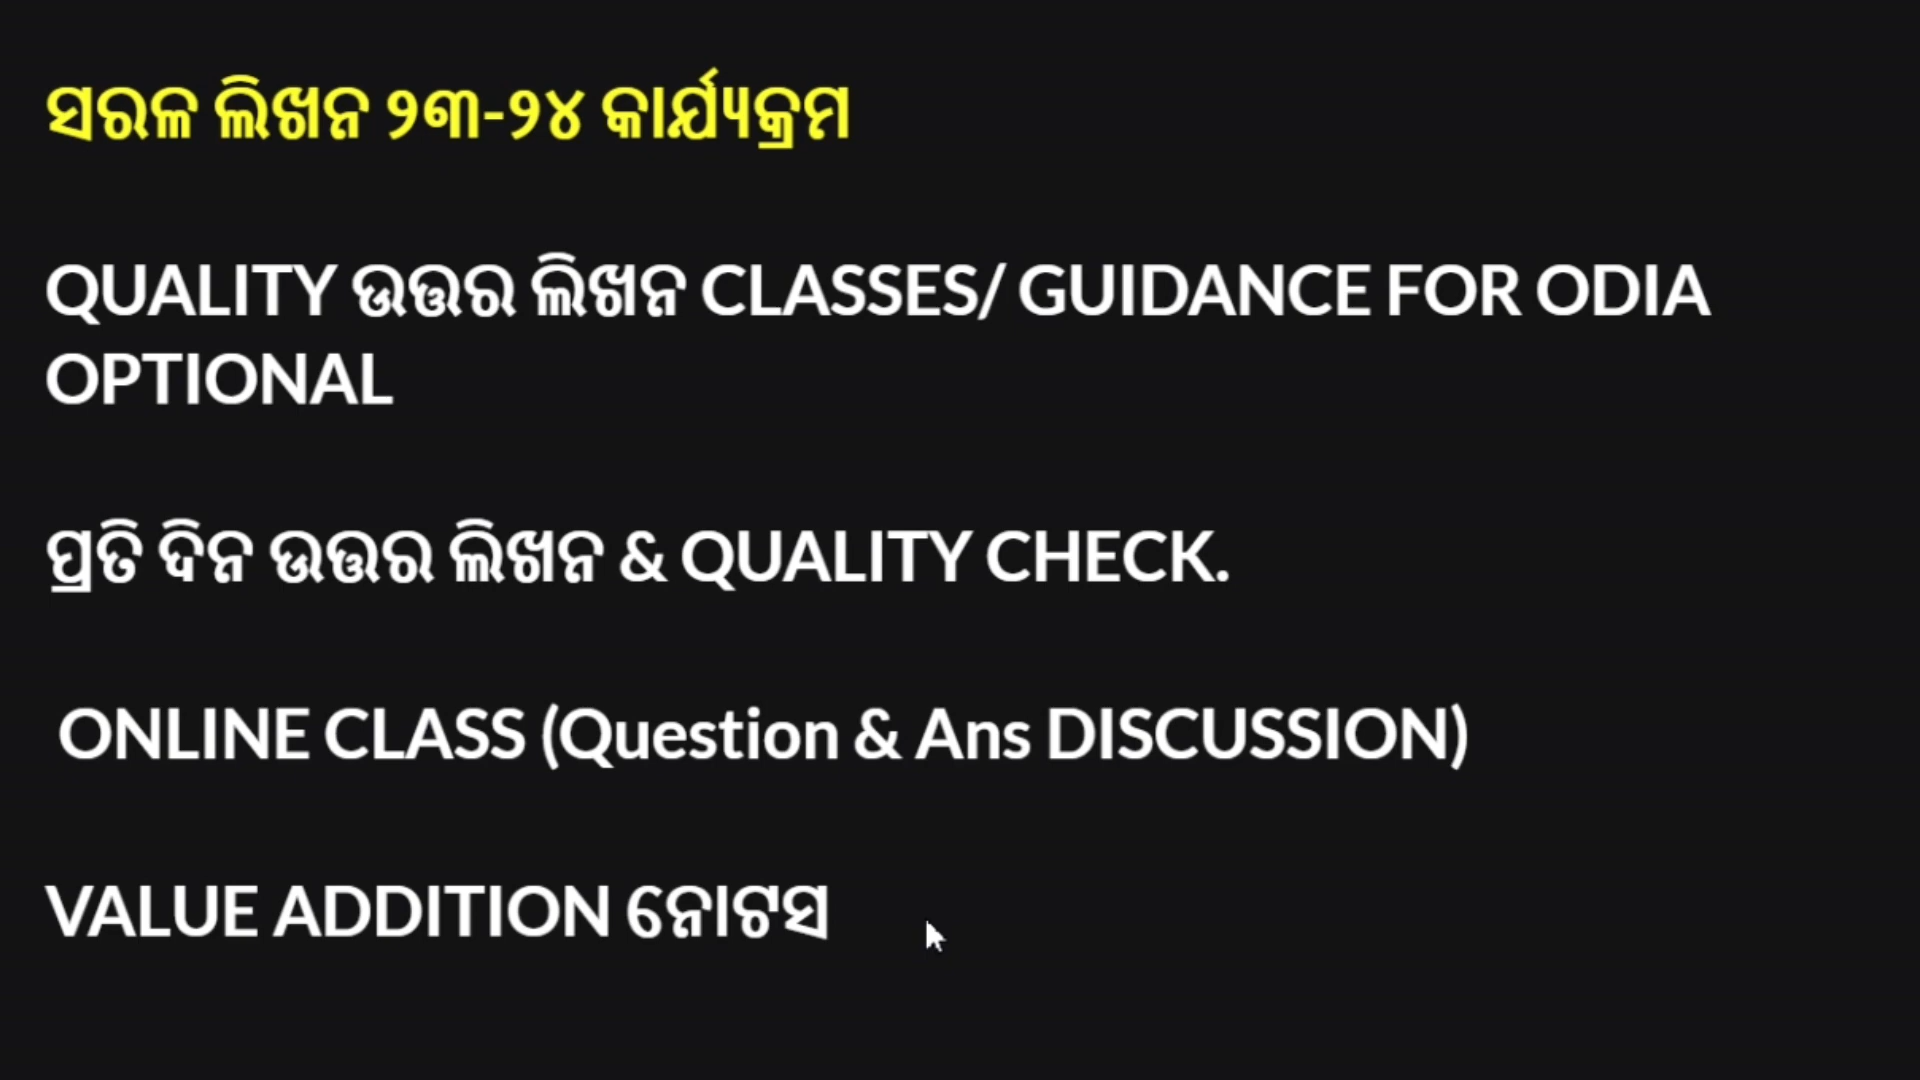 ସରଳ ଲିଖନ ୨୩-୨୪ କାର୍ଯ୍ୟକ୍ରମ
QUALITY ଉତ୍ତର ଲିଖନ CLASSES/ GUIDANCE FOR ODIA
OPTIONAL
ପ୍ରତି ଦିନ ଉତ୍ତର ଲିଖନ & QUALITY CHECK.
ONLINE CLASS (Question & Ans DISCUSSION)
VALUE ADDITION ନୋଟସ